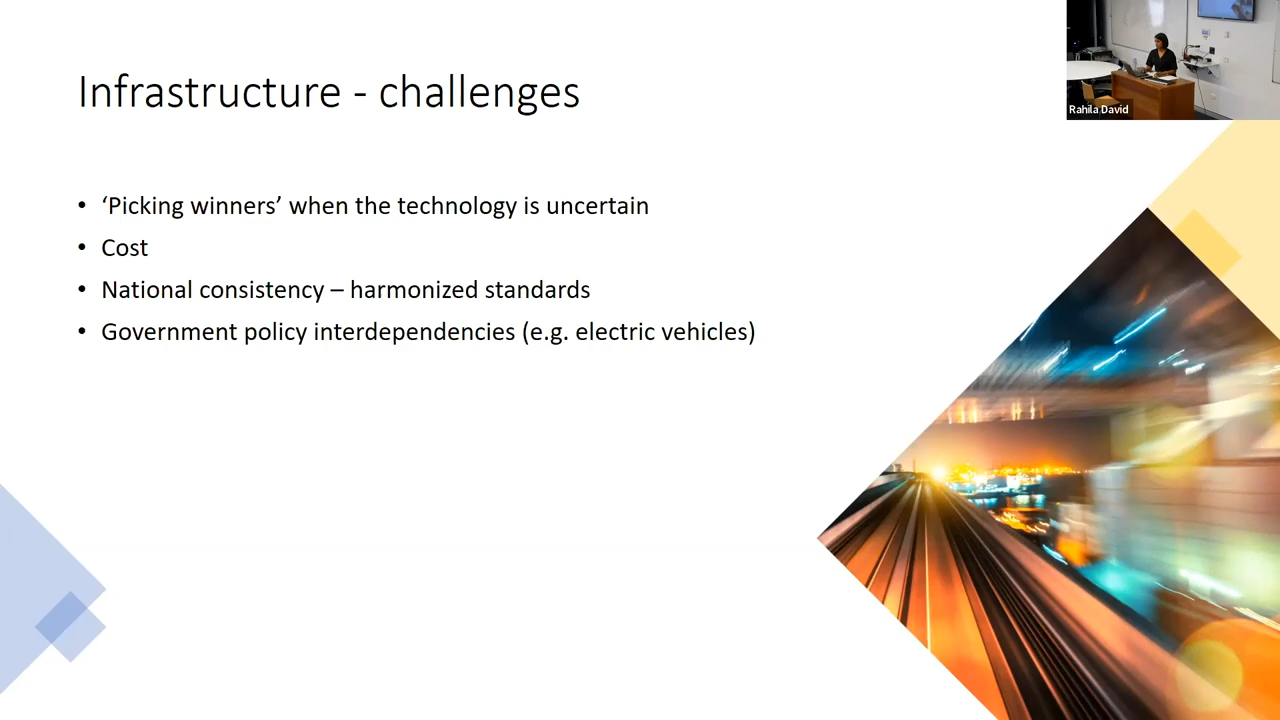 Infrastructure - challenges
• ‘Picking winners’ when the technology is uncertain
• Cost
• National consistency – harmonized standards
• Government policy interdependencies (e.g. electric vehicles)
Rahila David